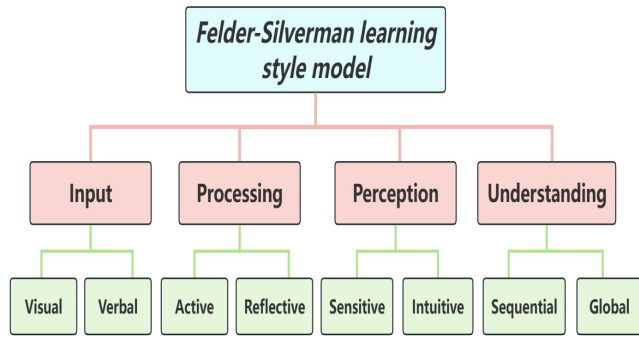 Felder-Silverman learning
style model
Input
Processing
Perception
Understanding
Visual
Verbal
Active
Reflective
Sensitive
Intuitive
Sequential
Global